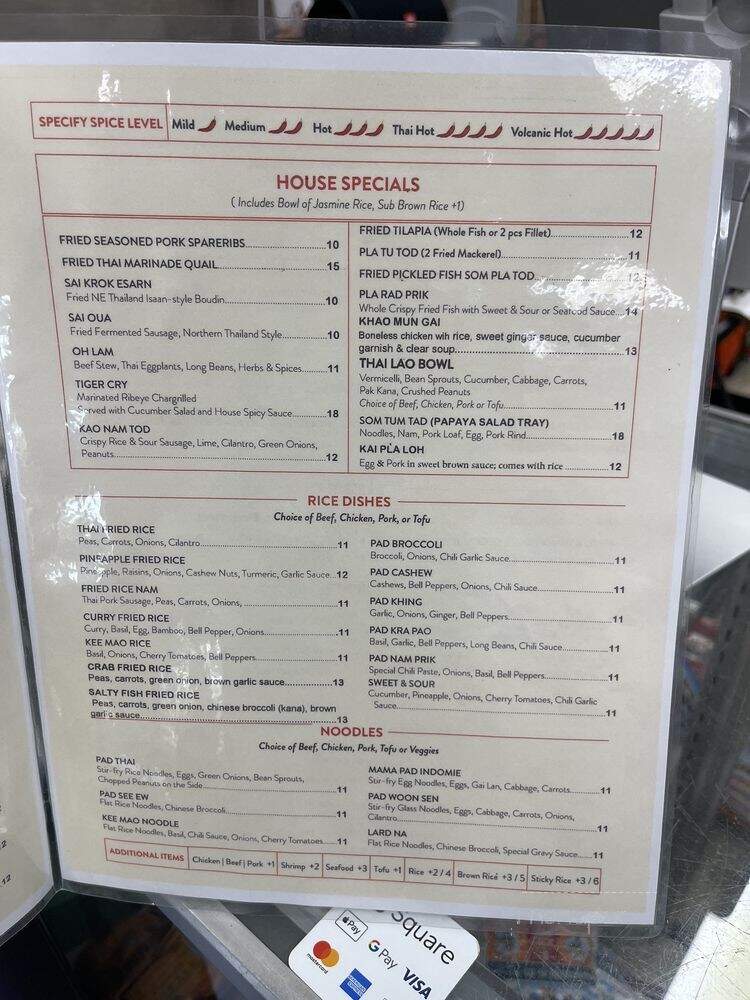 SPECIFY SPICE LEVEL Mild Medium Hot Thai Hot Volcanic Hot
HOUSE SPECIALS
( Includes Bowl of Jasmine Rice, Sub Brown Rice +1)
FRIED SEASONED PORK SPARERIBS 10
FRIED THAI MARINADE QUAIL 15
SAI KROK ESARN
Fried NE Thailand Isaan-style Boudin 10
SAI OUA
Fried Fermented Sausage, Northern Thailand Style 10
OH LAM
Beef Stew, Thai Eggplants, Long Beans, Herbs & Spices 11
TIGER CRY
Marinated Ribeye Chargrilled
Served with Cucumber Salad and House Spicy Sauce 18
KAO NAM TOD
Crispy Rice & Sour Sausage, Lime, Cilantro, Green Onions,
Peanuts 12
FRIED TILAPIA (Whole Fish or 2 pcs Fillet) 12
PLA TU TOD (2 Fried Mackerel) 11
FRIED PICKLED FISH SOM PLA TOD 12
PLA RAD PRIK
Whole Crispy Fried Fish with Sweet & Sour or Seafood Sauce 14
KHAO MUN GAI
Boneless chicken wih rice, sweet ginger sauce, cucumber
garnish & clear soup 13
THAI LAO BOWL
Vermicelli, Bean Sprouts, Cucumber, Cabbage, Carrots,
Pak Kana, Crushed Peanuts
Choice of Beef, Chicken, Pork or Tofu 11
SOM TUM TAD (PAPAYA SALAD TRAY)
Noodles, Nam, Pork Loaf, Egg, Pork Rind 18
KAI PLA LOH
Egg & Pork in sweet brown sauce; comes with rice 12
RICE DISHES
Choice of Beef, Chicken, Pork, or Tofu
THAI FRIED RICE
Peas, Carrots, Onions, Cilantro 11
PINEAPPLE FRIED RICE
Pineapple, Raisins, Onions, Cashew Nuts, Turmeric, Garlic Sauce 12
FRIED RICE NAM
Thai Pork Sausage, Peas, Carrots, Onions, 11
CURRY FRIED RICE
Curry, Basil, Egg, Bamboo, Bell Pepper, Onions 11
KEE MAO RICE
Basil, Onions, Cherry Tomatoes, Bell Peppers 11
CRAB FRIED RICE
Peas, carrots, green onion, brown garlic sauce 13
SALTY FISH FRIED RICE
Peas, carrots, green onion, chinese broccoli (kana), brown
garlic sauce 13
PAD BROCCOLI
Broccoli, Onions, Chili Garlic Sauce 11
PAD CASHEW
Cashews, Bell Peppers, Onions, Chili Sauce 11
PAD KHING
Garlic, Onions, Ginger, Bell Peppers 11
PAD KRA PAO
Basil, Garlic, Bell Peppers, Long Beans, Chili Sauce 11
PAD NAM PRIK
Special Chili Paste, Onions, Basil, Bell Peppers 11
SWEET & SOUR
Cucumber, Pineapple, Onions, Cherry Tomatoes, Chili Garlic
Sauce 11
NOODLES
Choice of Beef, Chicken, Pork, Tofu or Veggies
PAD THAI
Stir-fry Rice Noodles, Eggs, Green Onions, Bean Sprouts,
Chopped Peanuts on the Side 11
PAD SEE EW
Flat Rice Noodles, Chinese Broccoli 11
KEE MAO NOODLE
Flat Rice Noodles, Basil, Chili Sauce, Onions, Cherry Tomatoes 11
MAMA PAD INDOMIE
Stir-fry Egg Noodles, Eggs, Gai Lan, Cabbage, Carrots 11
PAD WOON SEN
Stir-fry Glass Noodles, Eggs, Cabbage, Carrots, Onions,
Cilantro 11
LARD NA
Flat Rice Noodles, Chinese Broccoli, Special Gravy Sauce 11
ADDITIONAL ITEMS Chicken | Beef | Pork +1 Shrimp +2 Seafood +3 Tofu +1 Rice +2 / 4 Brown Rice +3 / 5 Sticky Rice +3 / 6
12
Square
Pay
G Pay
VISA
mastercard